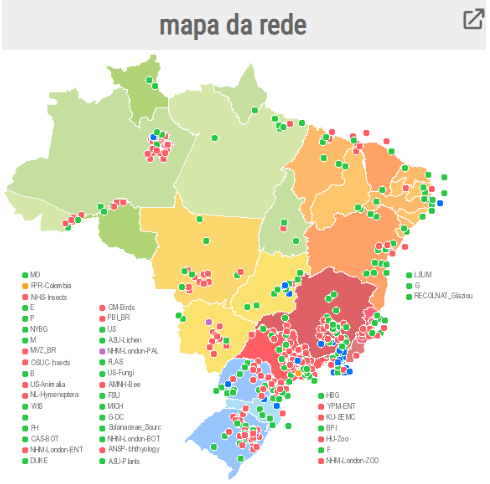 mapa da rede
MO
FPR-Colombia
NHS-Insects
E
P
NYBG
M
MVZ_BR
OSUC-Insects
B
US-Animalia
NL-Hymenoptera
WIS
FH
CAS-BOT
NHM-London-ENT
DUKE
CM-Birds
PBI_BR
US
ASU-Lichen
NHM-London-PAL
FLAS
US-Fungi
AMNH-Bee
FSU
MICH
G-DC
Solanaceae_Sourc
NHM-London-BOT
ANSP-Ichthyology
ASU-Plants
LSUM
G
RECOLNAT_Glaziou
HBG
YPM-ENT
KU-SEMC
BPI
HU-Zoo
F
NHM-London-ZOO